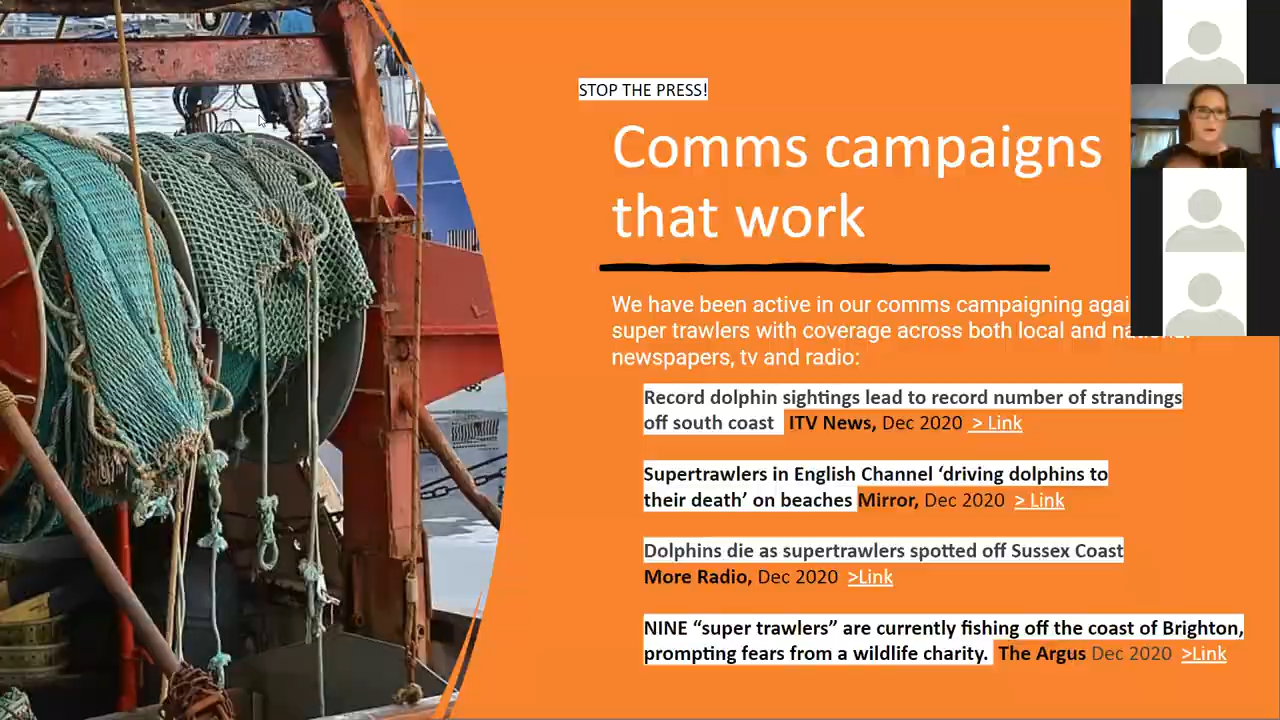 STOP THE PRESS!
Comms campaigns
that work
We have been active in our comms campaigning
super trawlers with coverage across both local and
newspapers, tv and radio:
Record dolphin sightings lead to record number of strandings
off south coast ITV News, Dec 2020 > Link
Supertrawlers in English Channel ‘driving dolphins to
their death’ on beaches Mirror, Dec 2020 > Link
Dolphins die as supertrawlers spotted off Sussex Coast
More Radio, Dec 2020 >Link
NINE “super trawlers” are currently fishing off the coast of Brighton,
prompting fears from a wildlife charity. The Argus Dec 2020 >Link